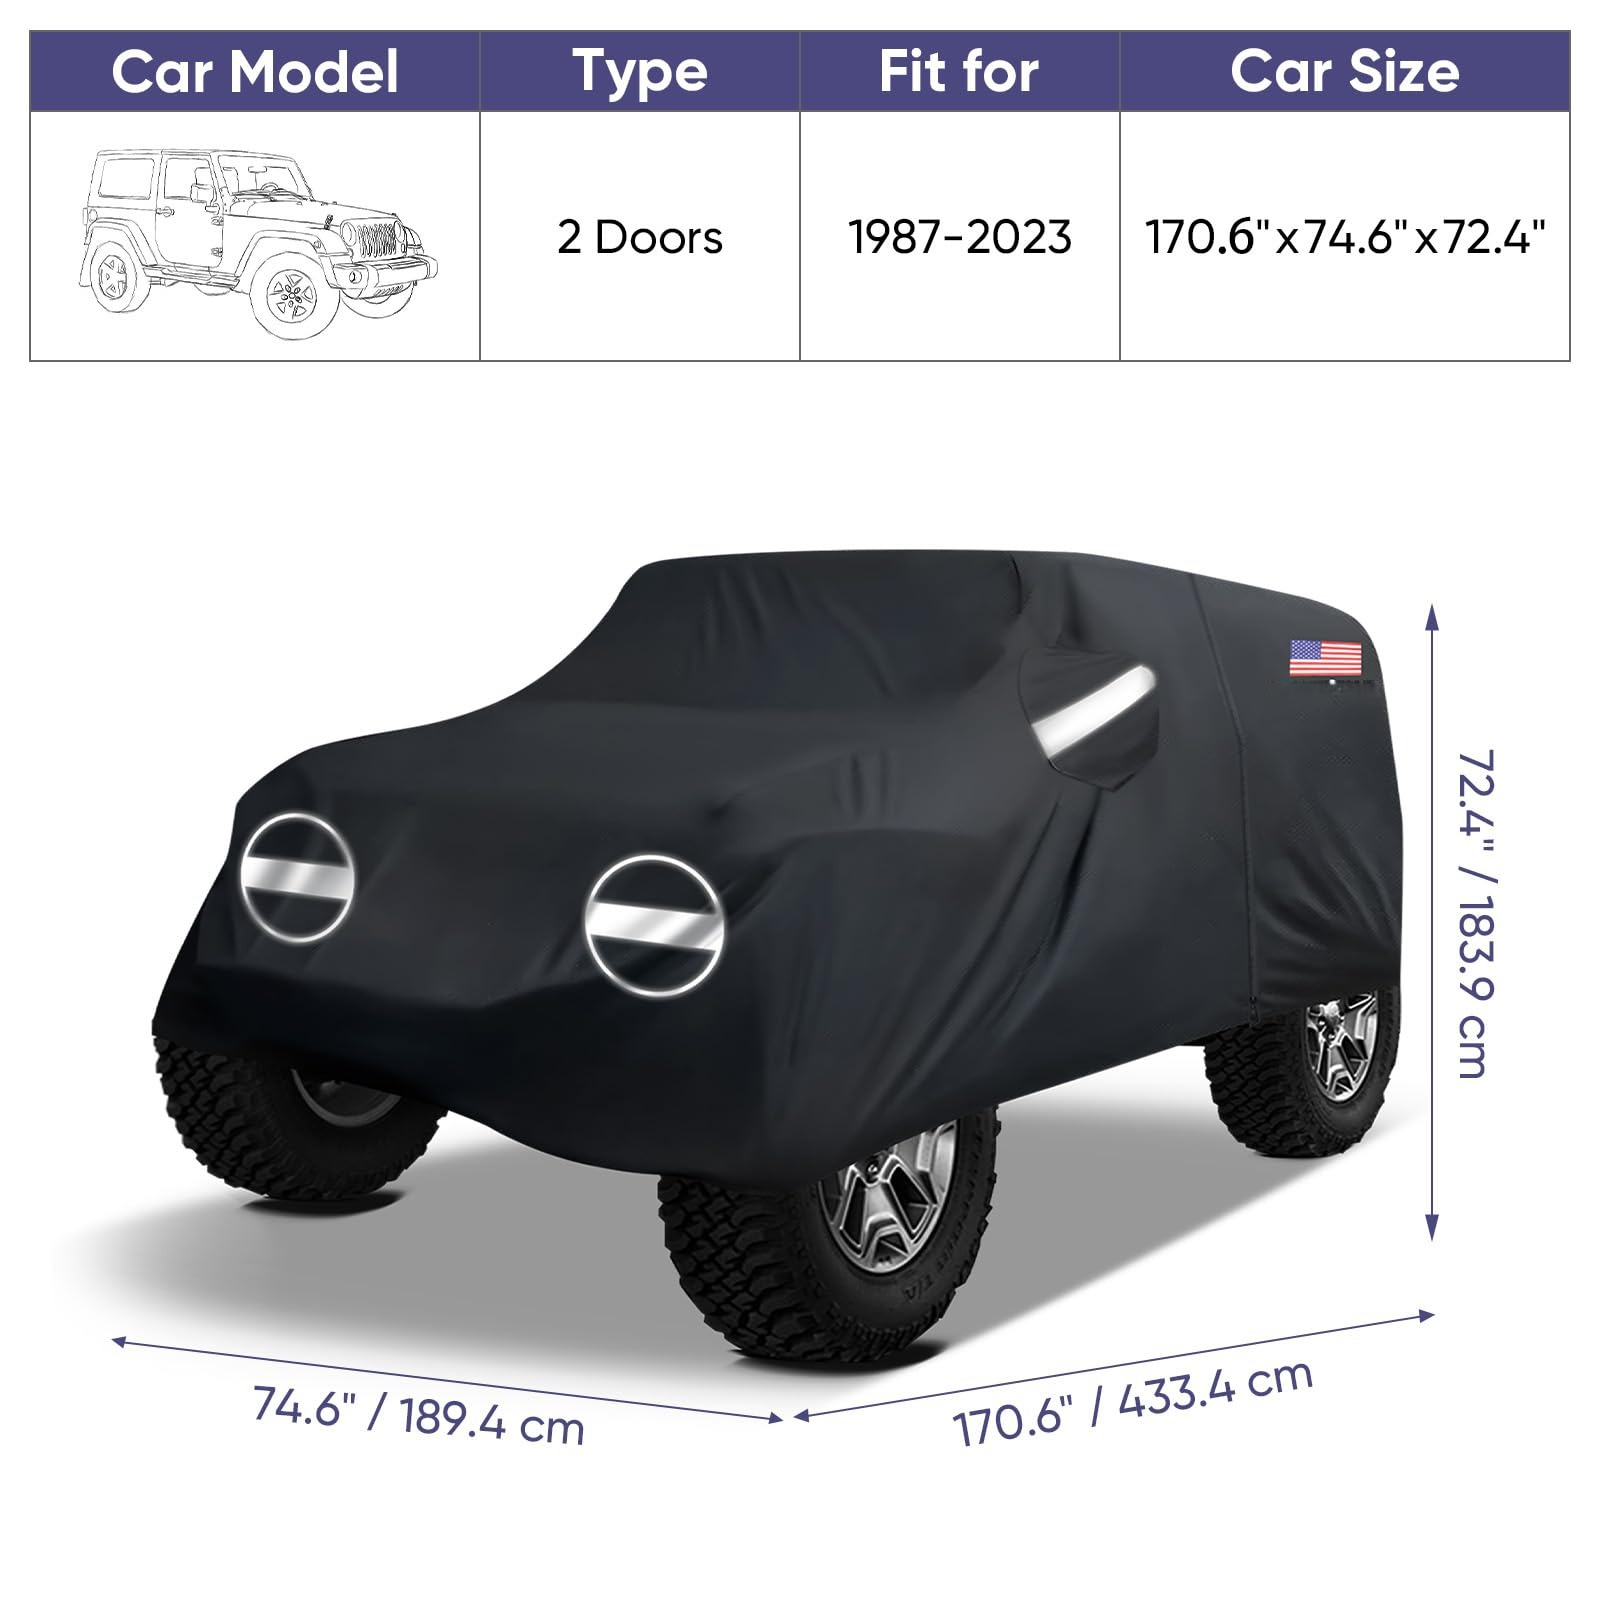 Car Model Type Fit for Car Size
2 Doors 1987-2023 170.6"x74.6"x72.4"
72.4" / 183.9 cm
74.6" / 189.4 cm
170.6" / 433.4 cm